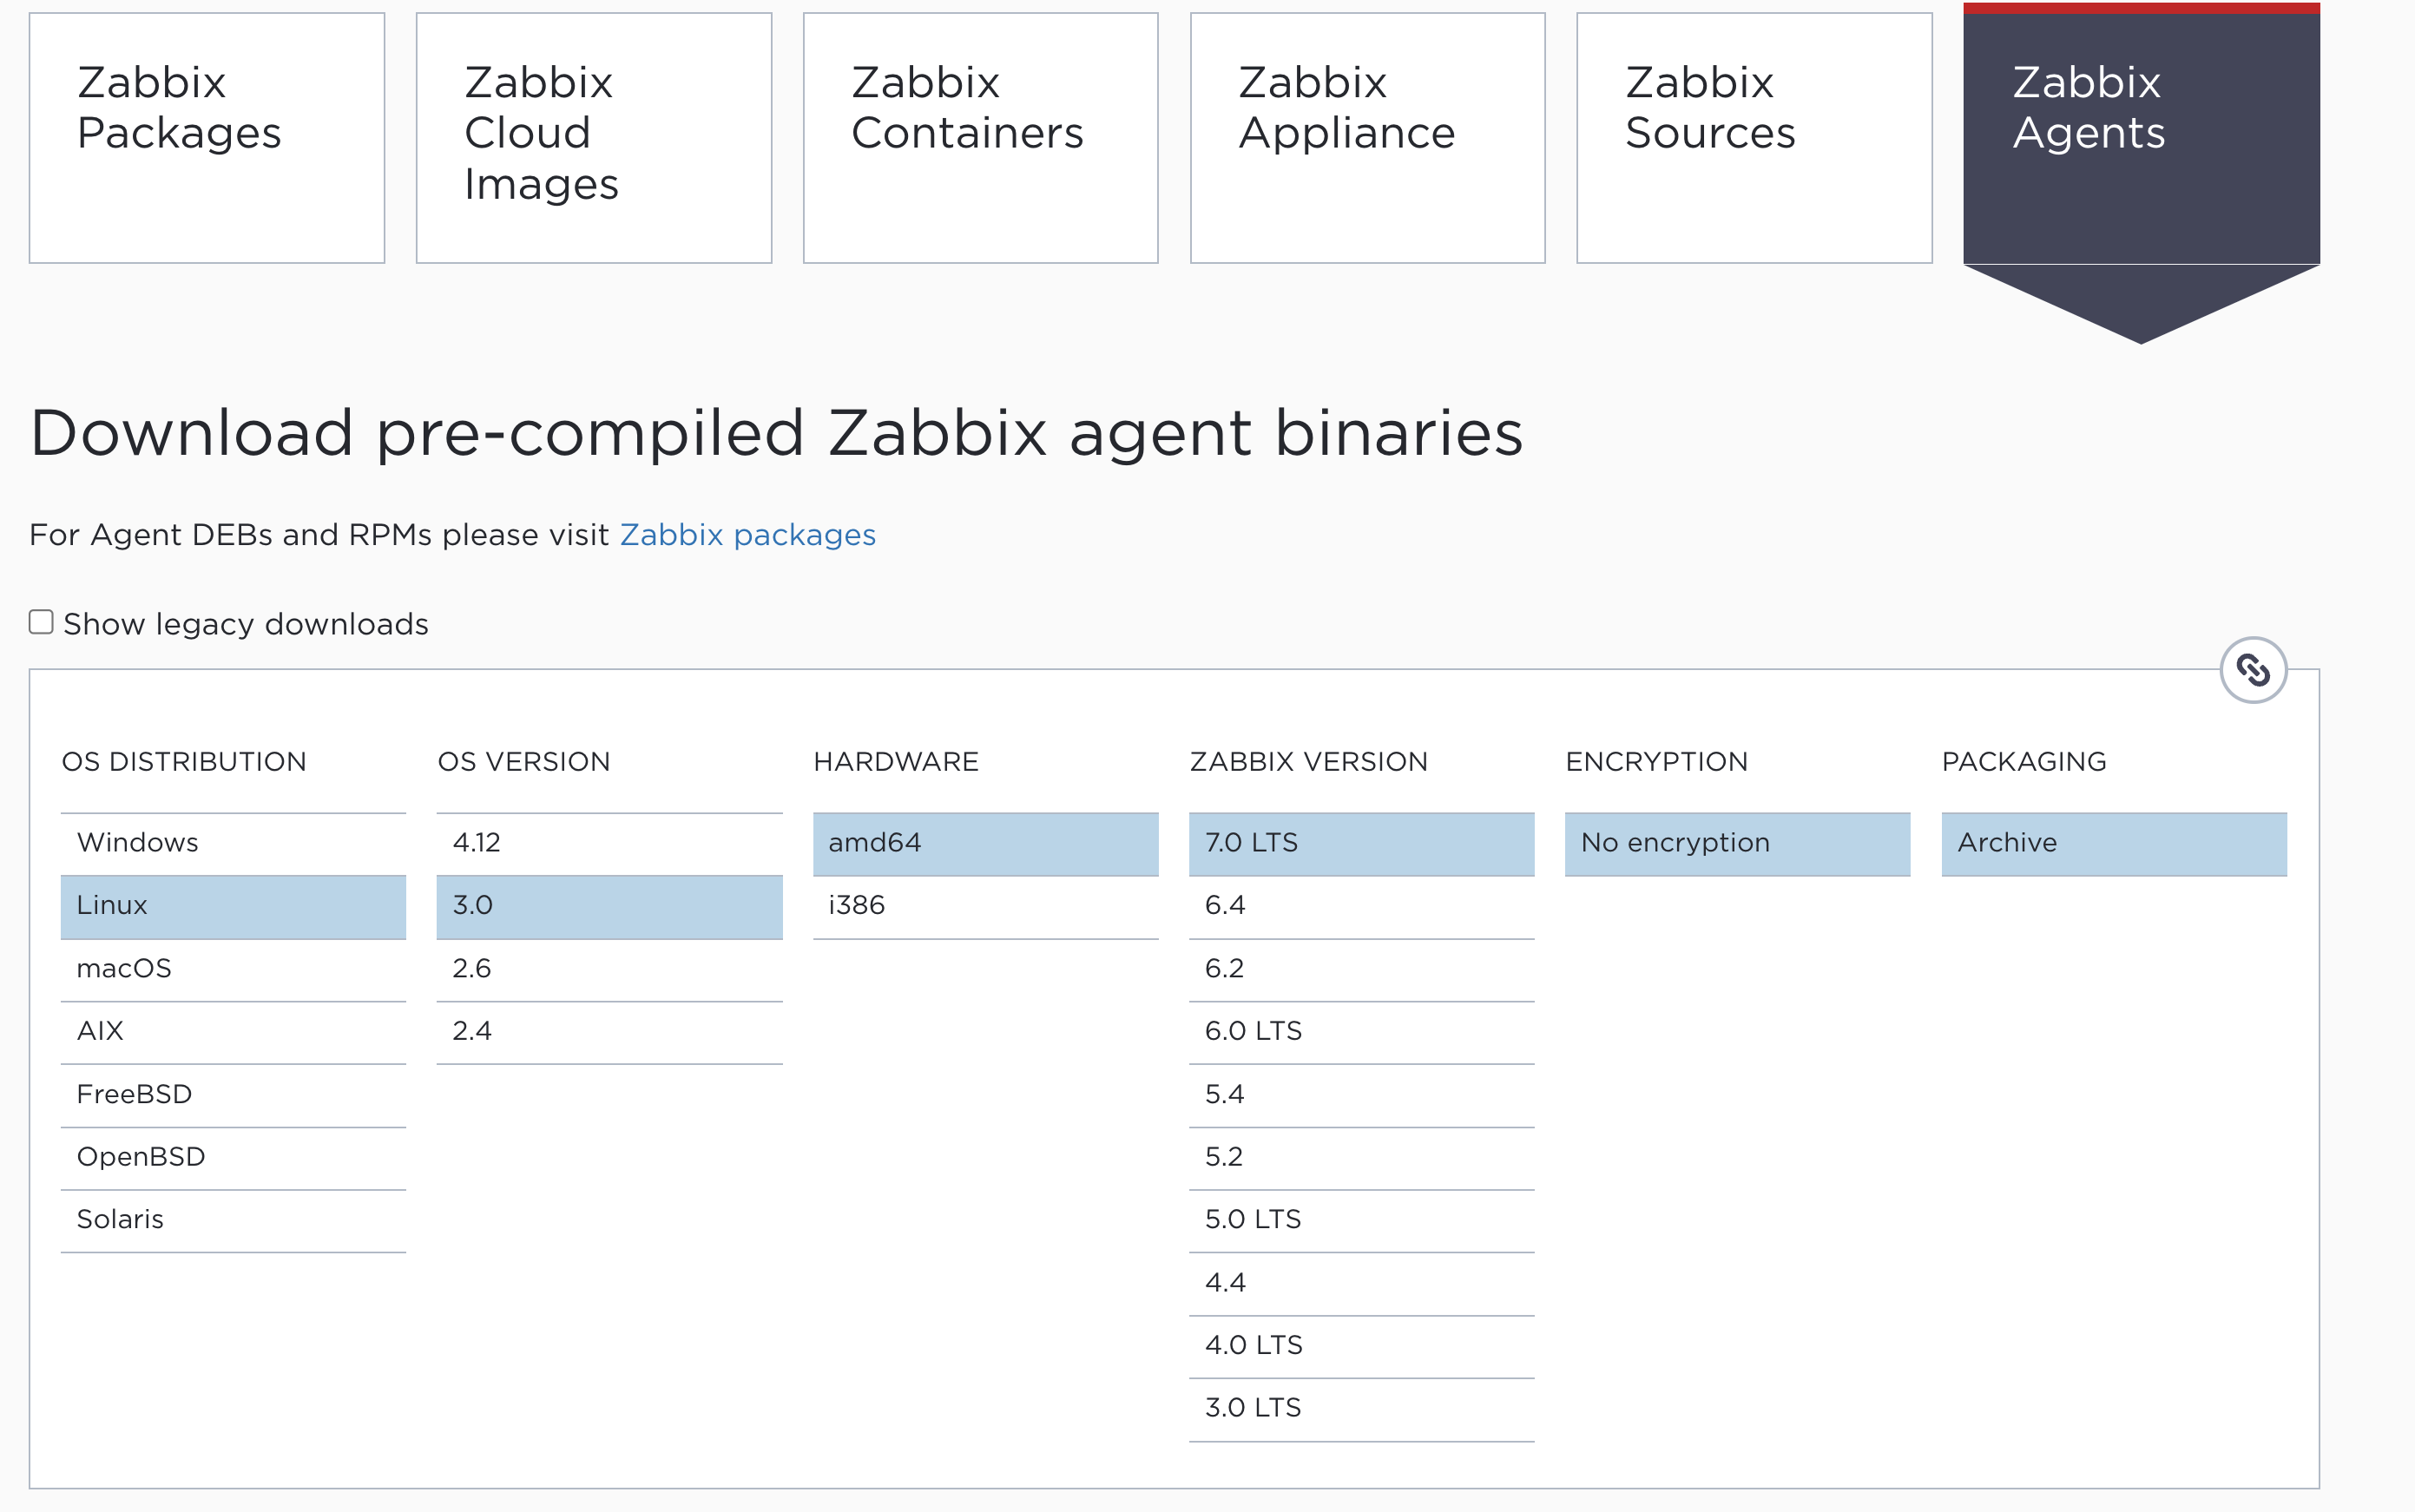 Zabbix
Packages
Zabbix
Cloud
Images
Zabbix
Containers
Zabbix
Appliance
Zabbix
Sources
Zabbix
Agents
Download pre-compiled Zabbix agent binaries
For Agent DEBs and RPMs please visit Zabbix packages
Show legacy downloads
OS DISTRIBUTION
Windows
Linux
macOS
AIX
FreeBSD
OpenBSD
Solaris
OS VERSION
4.12
3.0
2.6
2.4
HARDWARE
amd64
i386
ZABBIX VERSION
7.0 LTS
6.4
6.2
6.0 LTS
5.4
5.2
5.0 LTS
4.4
4.0 LTS
3.0 LTS
ENCRYPTION
No encryption
PACKAGING
Archive